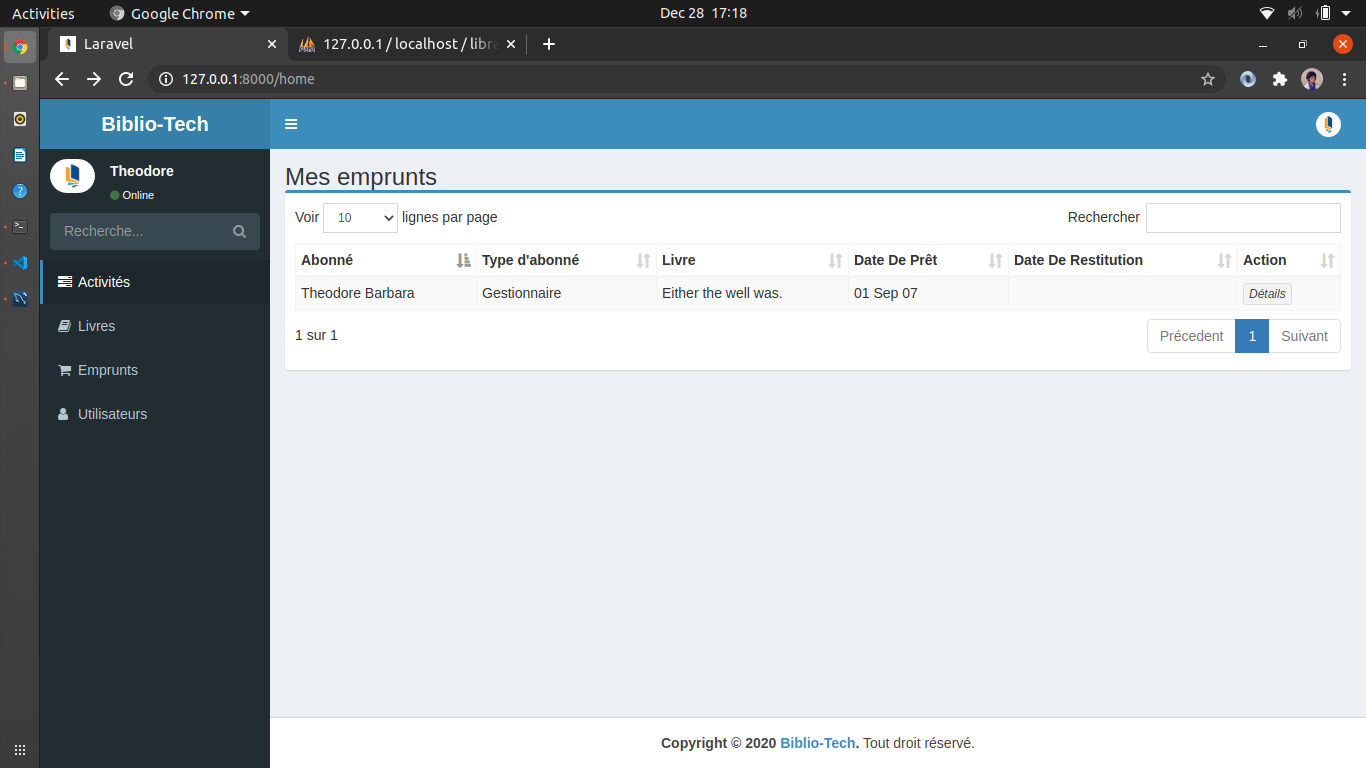 Activities Google Chrome Dec 28 17:18
Laravel 127.0.0.1 / localhost / libra
127.0.0.1:8000/home
Biblio-Tech
Theodore
Online
Recherche...
Activités
Livres
Emprunts
Utilisateurs
Mes emprunts
Voir 10 lignes par page Rechercher
Abonné Type d'abonné Livre Date De Prêt Date De Restitution Action
Theodore Barbara Gestionnaire Either the well was. 01 Sep 07 Détails
1 sur 1 Précedent 1 Suivant
Copyright © 2020 Biblio-Tech. Tout droit réservé.